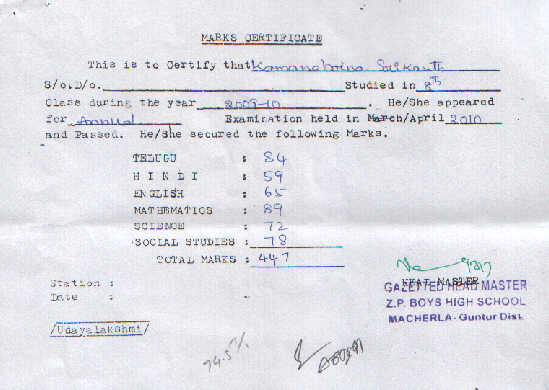 MARKS CERTIFICATE
This is to Certify that Kamanaboina Srikanth
S/o.D/o. Studied in 8th
Class during the year 2009-10 . He/She appeared
for Annual Examination held in March/April 2010
and Passed. He/She secured the following Marks.
TELUGU : 84
HINDI : 59
ENGLISH : 65
MATHEMATICS : 89
SCIENCE : 72
SOCIAL STUDIES : 78
TOTAL MARKS : 447
HEAD MASTER
Station :
Date :
GAZETTED HEAD MASTER
Z.P. BOYS HIGH SCHOOL
MACHERLA - Guntur Dist.
/Udayalakshmi/
74.5%